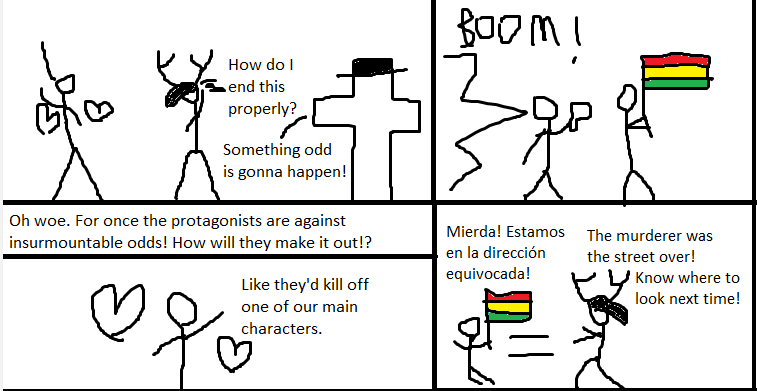 How do I
end this
properly?
Something odd
is gonna happen!
BOOM!
Oh woe. For once the protagonists are against
insurmountable odds! How will they make it out!?
Like they'd kill off
one of our main
characters.
Mierda! Estamos
en la dirección
equivocada!
The murderer was
the street over!
Know where to
look next time!